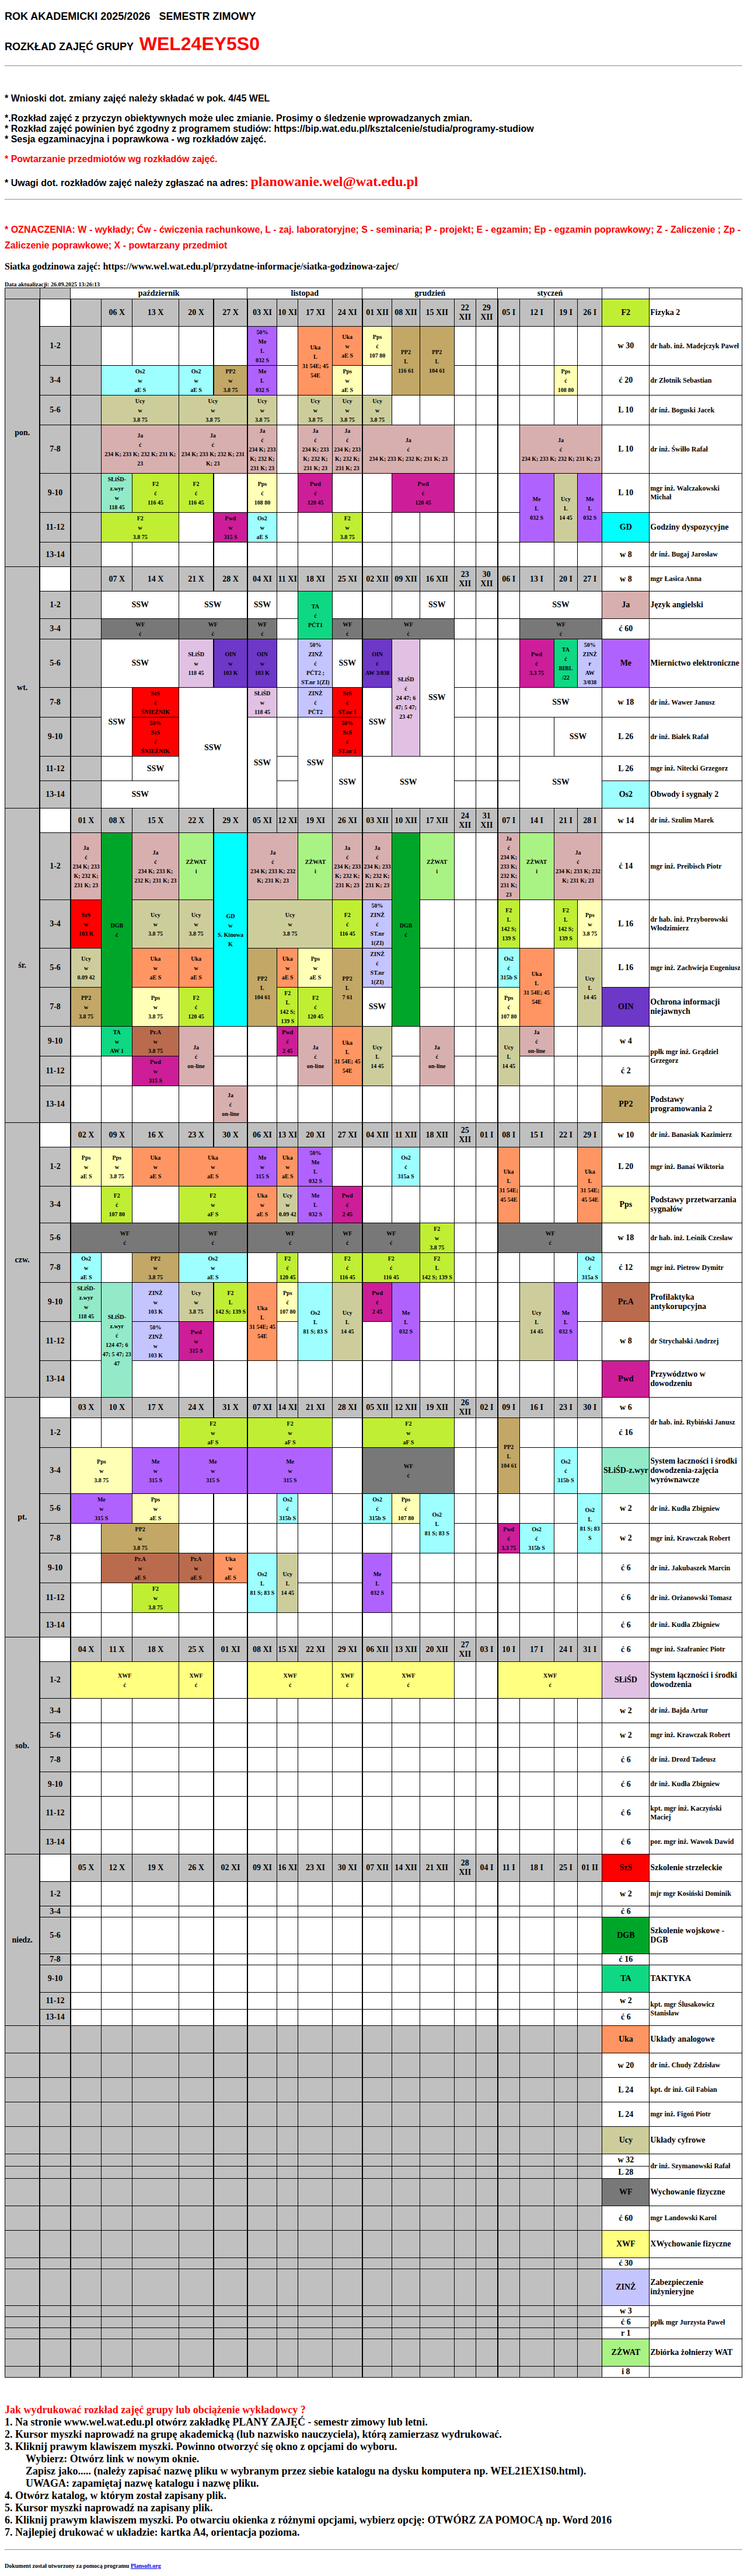 ROK AKADEMICKI 2025/2026 SEMESTR ZIMOWY
ROZKŁAD ZAJĘĆ GRUPY WEL24EY5S0
* Wnioski dot. zmiany zajęć należy składać w pok. 4/45 WEL
*.Rozkład zajęć z przyczyn obiektywnych może ulec zmianie. Prosimy o śledzenie wprowadzanych zmian.
* Rozkład zajęć powinien być zgodny z programem studiów: https://bip.wat.edu.pl/ksztalcenie/studia/programy-studiow
* Sesja egzaminacyjna i poprawkowa - wg rozkładów zajęć.
* Powtarzanie przedmiotów wg rozkładów zajęć.
* Uwagi dot. rozkładów zajęć należy zgłaszać na adres: planowanie.wel@wat.edu.pl
* OZNACZENIA: W - wykłady; Ćw - ćwiczenia rachunkowe, L - zaj. laboratoryjne; S - seminaria; P - projekt; E - egzamin; Ep - egzamin poprawkowy; Z - Zaliczenie ; Zp -
Zaliczenie poprawkowe; X - powtarzany przedmiot
Siatka godzinowa zajęć: https://www.wel.wat.edu.pl/przydatne-informacje/siatka-godzinowa-zajec/
Data aktualizacji: 26.09.2025 13:26:13
październik listopad grudzień styczeń
pon. 06 X 13 X 20 X 27 X 03 XI 10 XI 17 XI 24 XI 01 XII 08 XII 15 XII 22 XII 29 XII 05 I 12 I 19 I 26 I F2 Fizyka 2
1-2 50% Me L 032 S Uka L 31 54E; 45 54E Uka w aE S Pps ć 107 80 PP2 L 116 61 PP2 L 104 61 w 30 dr hab. inż. Madejczyk Paweł
3-4 Os2 w aE S Os2 w aE S PP2 w 3.8 75 Me L 032 S Pps w aE S Pps ć 108 80 ć 20 dr Złotnik Sebastian
5-6 Ucy w 3.8 75 Ucy w 3.8 75 Ucy w 3.8 75 Ucy w 3.8 75 Ucy w 3.8 75 Ucy w 3.8 75 L 10 dr inż. Boguski Jacek
7-8 Ja ć 234 K; 233 K; 232 K; 231 K; 23 Ja ć 234 K; 233 K; 232 K; 231 K; 23 Ja ć 234 K; 233 K; 232 K; 231 K; 23 Ja ć 234 K; 233 K; 232 K; 231 K; 23 Ja ć 234 K; 233 K; 232 K; 231 K; 23 Ja ć 234 K; 233 K; 232 K; 231 K; 23 Ja ć 234 K; 233 K; 232 K; 231 K; 23 L 10 dr inż. Świłło Rafał
9-10 SŁiŚD-z.wyr w 118 45 F2 ć 116 45 F2 ć 116 45 Pps ć 108 80 Pwd ć 120 45 Pwd ć 120 45 Me L 032 S Ucy L 14 45 Me L 032 S L 10 mgr inż. Walczakowski Michał
11-12 F2 w 3.8 75 Pwd w 315 S Os2 w aE S F2 w 3.8 75 GD Godziny dyspozycyjne
13-14 w 8 dr inż. Bugaj Jarosław
wt. 07 X 14 X 21 X 28 X 04 XI 11 XI 18 XI 25 XI 02 XII 09 XII 16 XII 23 XII 30 XII 06 I 13 I 20 I 27 I w 8 mgr Łasica Anna
1-2 SSW SSW SSW TA ć PĆT1 SSW SSW Ja Język angielski
3-4 WF ć WF ć WF ć WF ć WF ć WF ć ć 60
5-6 SSW SŁiŚD w 118 45 OIN w 103 K OIN w 103 K 50% ZINŻ ć PĆT2 ; ST.nr 1(ZI) SSW OIN ć AW 3/038 SŁiŚD ć 24 47; 6 47; 5 47; 23 47 SSW Pwd ć 3.3 75 TA ć BIBL /22 50% ZINŻ r AW 3/038 Me Miernictwo elektroniczne
7-8 SSW SzS ć ŚNIEŻNIK SSW SŁiŚD w 118 45 ZINŻ ć PĆT2 SzS ć ST.nr 1 SSW SSW w 18 dr inż. Wawer Janusz
9-10 50% SzS ć ŚNIEŻNIK SSW SSW 50% SzS ć ST.nr 1 SSW L 26 dr inż. Białek Rafał
11-12 SSW SSW SSW SSW L 26 mgr inż. Nitecki Grzegorz
13-14 SSW Os2 Obwody i sygnały 2
śr. 01 X 08 X 15 X 22 X 29 X 05 XI 12 XI 19 XI 26 XI 03 XII 10 XII 17 XII 24 XII 31 XII 07 I 14 I 21 I 28 I w 14 dr inż. Szulim Marek
1-2 Ja ć 234 K; 233 K; 232 K; 231 K; 23 DGB ć Ja ć 234 K; 233 K; 232 K; 231 K; 23 ZŻWAT i GD w S. Kinowa K Ja ć 234 K; 233 K; 232 K; 231 K; 23 ZŻWAT i Ja ć 234 K; 233 K; 232 K; 231 K; 23 Ja ć 234 K; 233 K; 232 K; 231 K; 23 DGB ć ZŻWAT i Ja ć 234 K; 233 K; 232 K; 231 K; 23 ZŻWAT i Ja ć 234 K; 233 K; 232 K; 231 K; 23 ć 14 mgr inż. Preibisch Piotr
3-4 SzS w 103 K Ucy w 3.8 75 Ucy w 3.8 75 Ucy w 3.8 75 F2 ć 116 45 50% ZINŻ ć ST.nr 1(ZI) F2 L 142 S; 139 S F2 L 142 S; 139 S Pps w 3.8 75 L 16 dr hab. inż. Przyborowski Włodzimierz
5-6 Ucy w 0.09 42 Uka w aE S Uka w aE S PP2 L 104 61 Uka w aE S Pps w aE S PP2 L 7 61 ZINŻ ć ST.nr 1(ZI) Os2 ć 315b S Uka L 31 54E; 45 54E Ucy L 14 45 L 16 mgr inż. Zachwieja Eugeniusz
7-8 PP2 w 3.8 75 Pps w 3.8 75 F2 ć 120 45 F2 L 142 S; 139 S F2 ć 120 45 SSW Pps ć 107 80 OIN Ochrona informacji niejawnych
9-10 TA w AW 1 Pr.A w 3.8 75 Ja ć on-line Pwd ć 2 45 Ja ć on-line Uka L 31 54E; 45 54E Ucy L 14 45 Ja ć on-line Ucy L 14 45 Ja ć on-line w 4 ppłk mgr inż. Grądziel Grzegorz
11-12 Pwd w 315 S ć 2
13-14 Ja ć on-line PP2 Podstawy programowania 2
czw. 02 X 09 X 16 X 23 X 30 X 06 XI 13 XI 20 XI 27 XI 04 XII 11 XII 18 XII 25 XII 01 I 08 I 15 I 22 I 29 I w 10 dr inż. Banasiak Kazimierz
1-2 Pps w aE S Pps w 3.8 75 Uka w aE S Uka w aE S Me w 315 S Uka w aE S 50% Me L 032 S Os2 ć 315a S Uka L 31 54E; 45 54E Uka L 31 54E; 45 54E L 20 mgr inż. Banaś Wiktoria
3-4 F2 ć 107 80 F2 w aF S Uka w aE S Ucy w 0.09 42 Me L 032 S Pwd ć 2 45 Pps Podstawy przetwarzania sygnałów
5-6 WF ć WF ć WF ć WF ć WF ć F2 w 3.8 75 WF ć w 18 dr hab. inż. Leśnik Czesław
7-8 Os2 w aE S PP2 w 3.8 75 Os2 w aE S F2 ć 120 45 F2 ć 116 45 F2 ć 116 45 F2 L 142 S; 139 S Os2 ć 315a S ć 12 mgr inż. Pietrow Dymitr
9-10 SŁiŚD-z.wyr w 118 45 SŁiŚD-z.wyr ć 124 47; 6 47; 5 47; 23 47 ZINŻ w 103 K Ucy w 3.8 75 F2 L 142 S; 139 S Uka L 31 54E; 45 54E Pps ć 107 80 Os2 L 81 S; 83 S Ucy L 14 45 Pwd ć 2 45 Me L 032 S Ucy L 14 45 Me L 032 S Pr.A Profilaktyka antykorupcyjna
11-12 50% ZINŻ w 103 K Pwd w 315 S w 8 dr Strychalski Andrzej
13-14 Pwd Przywództwo w dowodzeniu
pt. 03 X 10 X 17 X 24 X 31 X 07 XI 14 XI 21 XI 28 XI 05 XII 12 XII 19 XII 26 XII 02 I 09 I 16 I 23 I 30 I w 6 dr hab. inż. Rybiński Janusz
1-2 F2 w aF S F2 w aF S F2 w aF S PP2 L 104 61 ć 16
3-4 Pps w 3.8 75 Me w 315 S Me w 315 S Me w 315 S WF ć Os2 ć 315b S SŁiŚD-z.wyr System łączności i środki dowodzenia-zajęcia wyrównawcze
5-6 Me w 315 S Pps w aE S Os2 ć 315b S Os2 ć 315b S Pps ć 107 80 Os2 L 81 S; 83 S Os2 L 81 S; 83 S w 2 dr inż. Kudła Zbigniew
7-8 PP2 w 3.8 75 Pwd ć 3.3 75 Os2 ć 315b S w 2 mgr inż. Krawczak Robert
9-10 Pr.A w aE S Pr.A w aE S Uka w aE S Os2 L 81 S; 83 S Ucy L 14 45 Me L 032 S ć 6 dr inż. Jakubaszek Marcin
11-12 F2 w 3.8 75 ć 6 dr inż. Orżanowski Tomasz
13-14 ć 6 dr inż. Kudła Zbigniew
sob. 04 X 11 X 18 X 25 X 01 XI 08 XI 15 XI 22 XI 29 XI 06 XII 13 XII 20 XII 27 XII 03 I 10 I 17 I 24 I 31 I ć 6 mgr inż. Szafraniec Piotr
1-2 XWF ć XWF ć XWF ć XWF ć XWF ć XWF ć SŁiŚD System łączności i środki dowodzenia
3-4 w 2 dr inż. Bajda Artur
5-6 w 2 mgr inż. Krawczak Robert
7-8 ć 6 dr inż. Drozd Tadeusz
9-10 ć 6 dr inż. Kudła Zbigniew
11-12 ć 6 kpt. mgr inż. Kaczyński Maciej
13-14 ć 6 por. mgr inż. Wawok Dawid
niedz. 05 X 12 X 19 X 26 X 02 XI 09 XI 16 XI 23 XI 30 XI 07 XII 14 XII 21 XII 28 XII 04 I 11 I 18 I 25 I 01 II SzS Szkolenie strzeleckie
1-2 w 2 mjr mgr Kosiński Dominik
3-4 ć 6
5-6 DGB Szkolenie wojskowe - DGB
7-8 ć 16
9-10 TA TAKTYKA
11-12 w 2 kpt. mgr Ślusakowicz Stanisław
13-14 ć 6
Uka Układy analogowe
w 20 dr inż. Chudy Zdzisław
L 24 kpt. dr inż. Gil Fabian
L 24 mgr inż. Figoń Piotr
Ucy Układy cyfrowe
w 32 dr inż. Szymanowski Rafał
L 28
WF Wychowanie fizyczne
ć 60 mgr Landowski Karol
XWF XWychowanie fizyczne
ć 30
ZINŻ Zabezpieczenie inżynieryjne
w 3
ć 6 ppłk mgr Jurzysta Paweł
r 1
ZŻWAT Zbiórka żołnierzy WAT
i 8
Jak wydrukować rozkład zajęć grupy lub obciążenie wykładowcy ?
1. Na stronie www.wel.wat.edu.pl otwórz zakładkę PLANY ZAJĘĆ - semestr zimowy lub letni.
2. Kursor myszki naprowadź na grupę akademicką (lub nazwisko nauczyciela), którą zamierzasz wydrukować.
3. Kliknij prawym klawiszem myszki. Powinno otworzyć się okno z opcjami do wyboru.
Wybierz: Otwórz link w nowym oknie.
Zapisz jako..... (należy zapisać nazwę pliku w wybranym przez siebie katalogu na dysku komputera np. WEL21EX1S0.html).
UWAGA: zapamiętaj nazwę katalogu i nazwę pliku.
4. Otwórz katalog, w którym został zapisany plik.
5. Kursor myszki naprowadź na zapisany plik.
6. Kliknij prawym klawiszem myszki. Po otwarciu okienka z różnymi opcjami, wybierz opcję: OTWÓRZ ZA POMOCĄ np. Word 2016
7. Najlepiej drukować w układzie: kartka A4, orientacja pozioma.
Dokument został utworzony za pomocą programu Plansoft.org